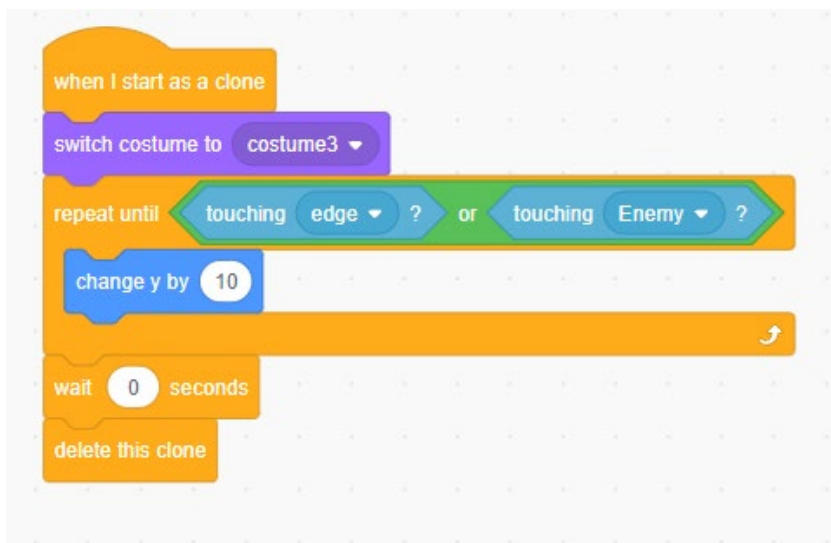 when I start as a clone
switch costume to costume3
repeat until touching edge ? or touching Enemy ?
change y by 10
wait 0 seconds
delete this clone